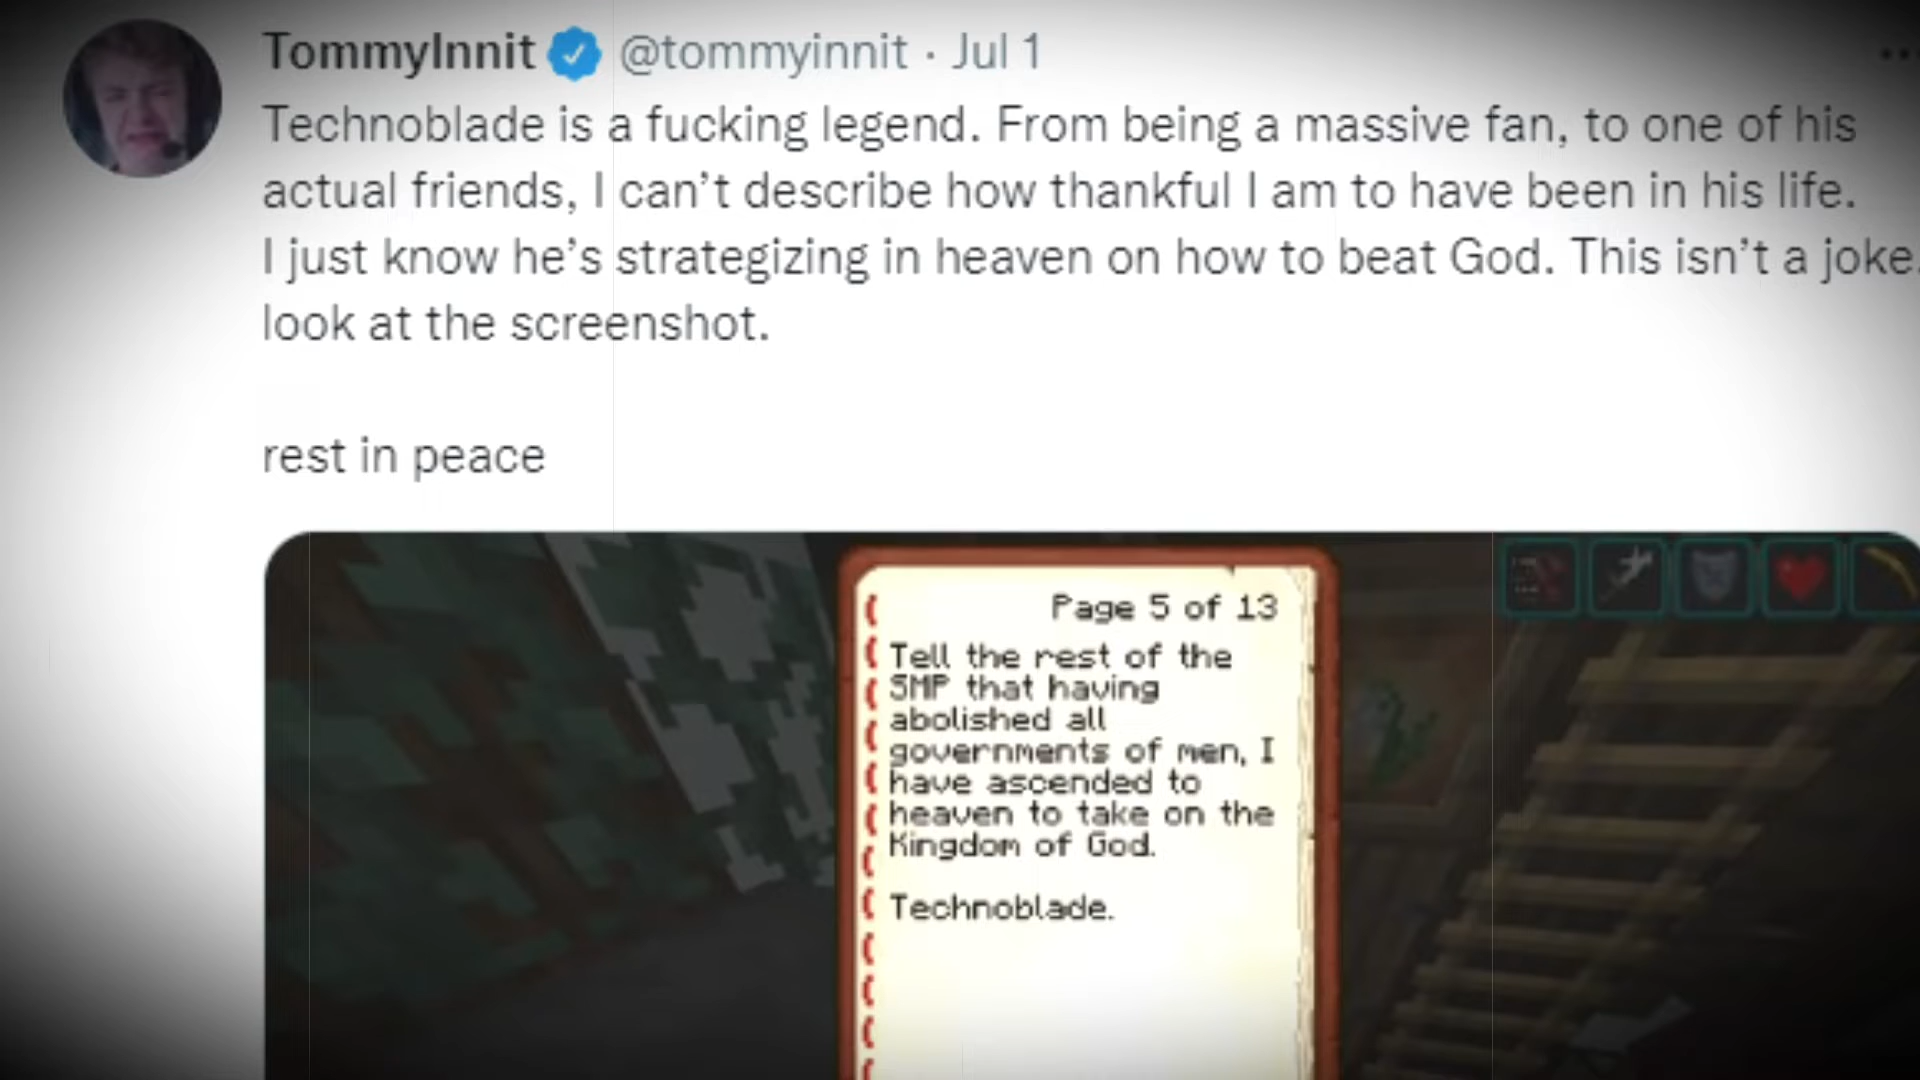 TommyInnit @tommyinnit · Jul 1
Technoblade is a fucking legend. From being a massive fan, to one of his
actual friends, I can’t describe how thankful I am to have been in his life.
I just know he’s strategizing in heaven on how to beat God. This isn’t a joke.
look at the screenshot.
rest in peace
Page 5 of 13
Tell the rest of the
SMP that having
abolished all
governments of men, I
have ascended to
heaven to take on the
Kingdom of God.
Technoblade.